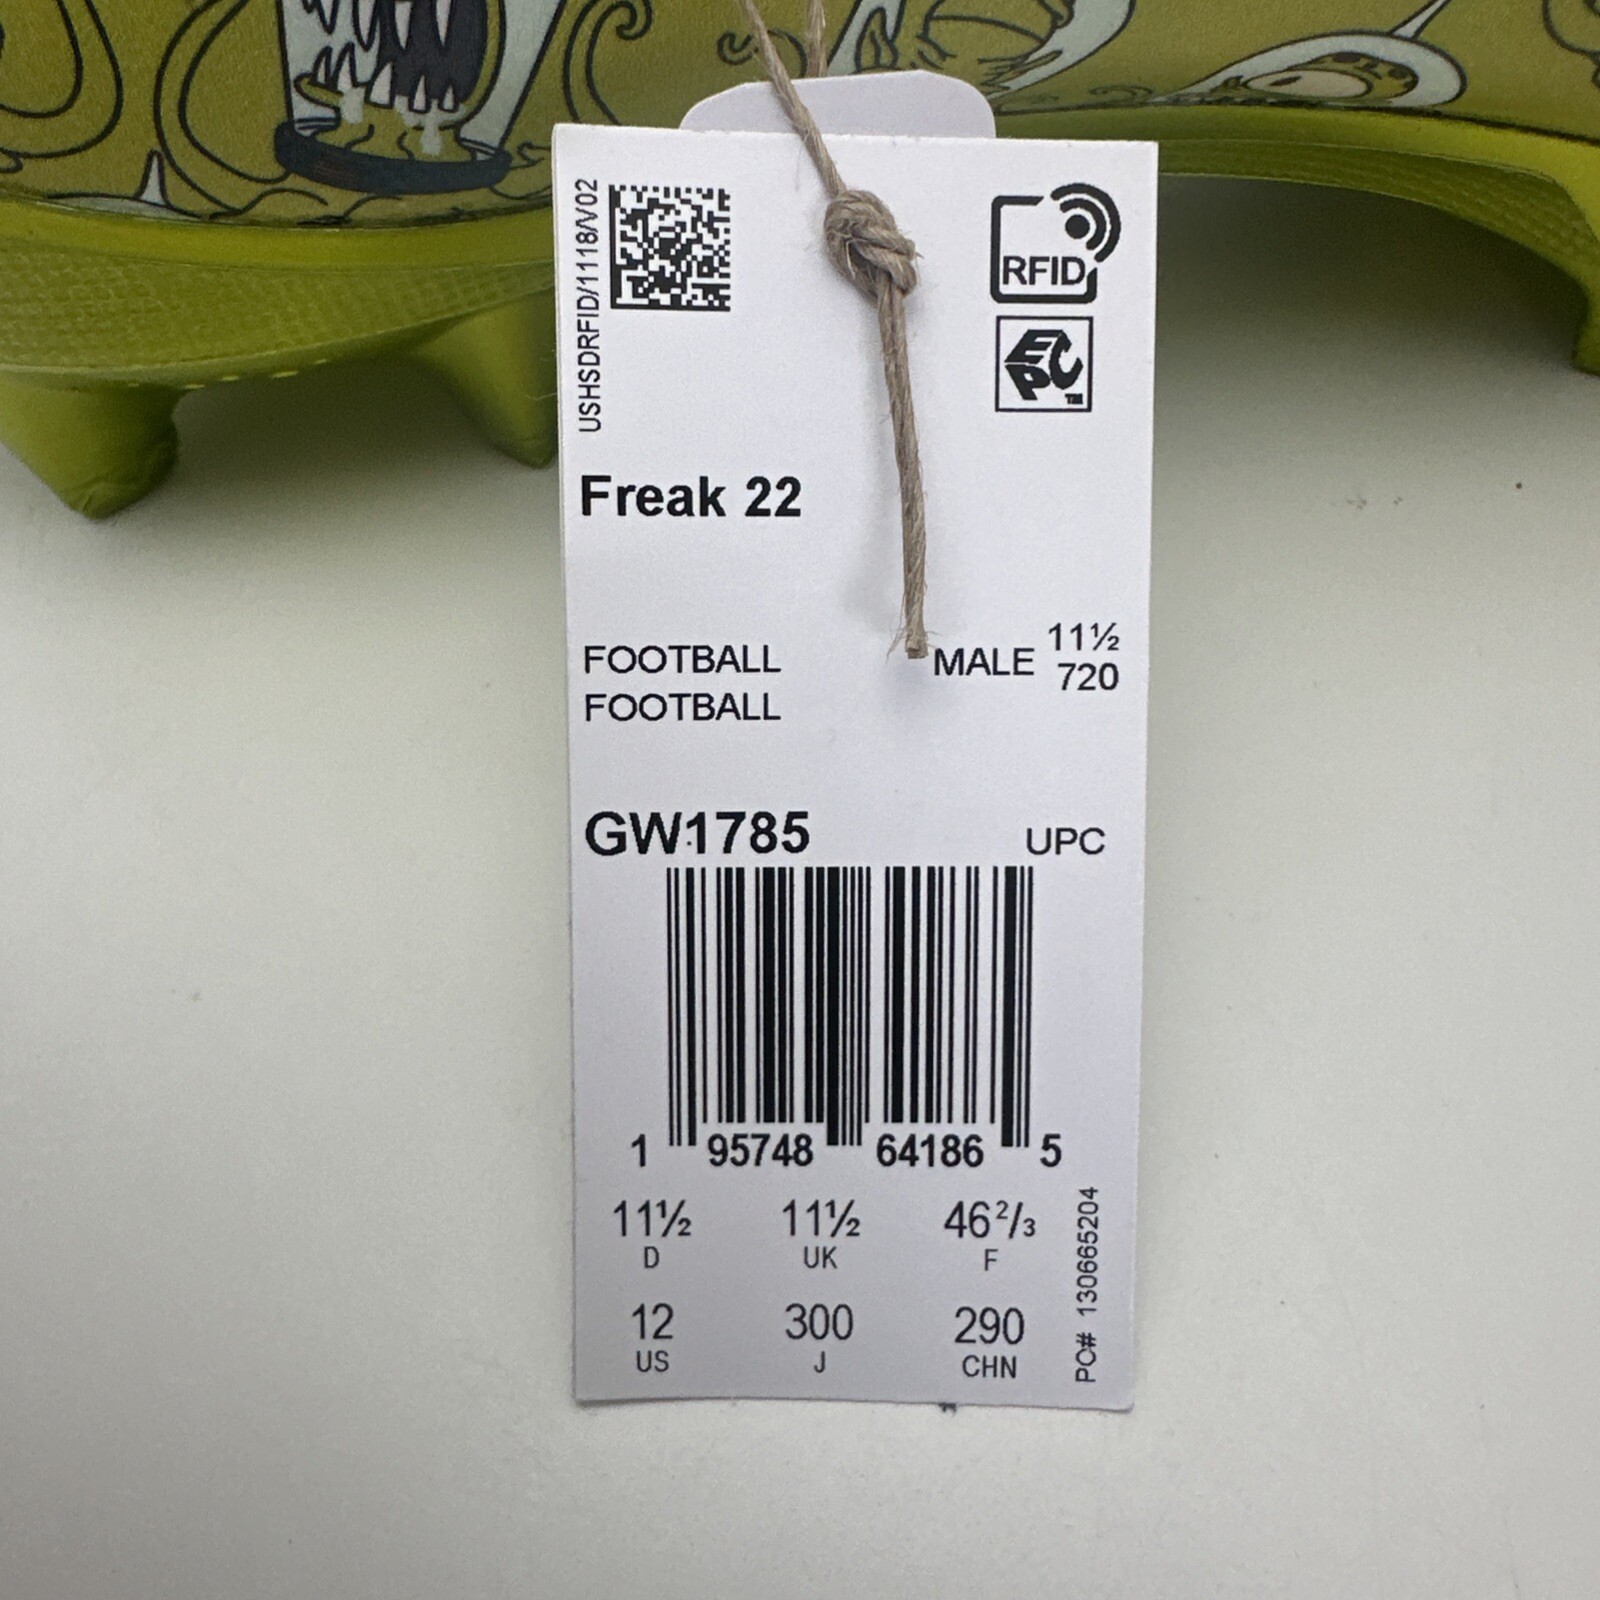 USHSDRFID/1118/V02
RFID
EPC™
Freak 22
FOOTBALL
FOOTBALL
MALE 11½
720
GW1785
UPC
1 95748 64186 5
11½ 11½ 46²/₃
D UK F
12 300 290
US J CHN
PO# 130665204